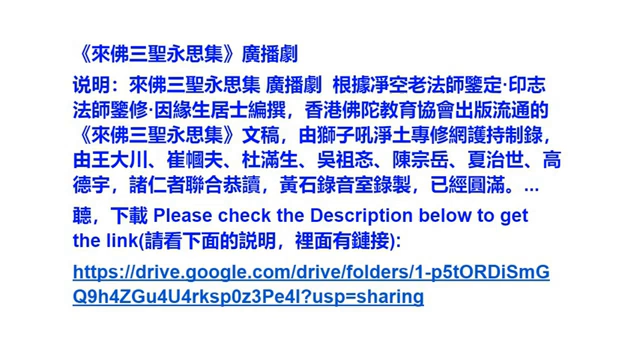 《來佛三聖永思集》廣播劇
说明：來佛三聖永思集 廣播劇 根據凈空老法師鑒定·印志
法師鑒修·因緣生居士編撰，香港佛陀教育協會出版流通的
《來佛三聖永思集》文稿，由獅子吼淨土專修網護持制錄，
由王大川、崔幗夫、杜滿生、吳祖忞、陳宗岳、夏治世、高
德宇，諸仁者聯合恭讀，黃石錄音室錄製，已經圓滿。...
聽，下載 Please check the Description below to get
the link(請看下面的説明，裡面有鏈接):
https://drive.google.com/drive/folders/1-p5tORDiSmG
Q9h4ZGu4U4rksp0z3Pe4I?usp=sharing